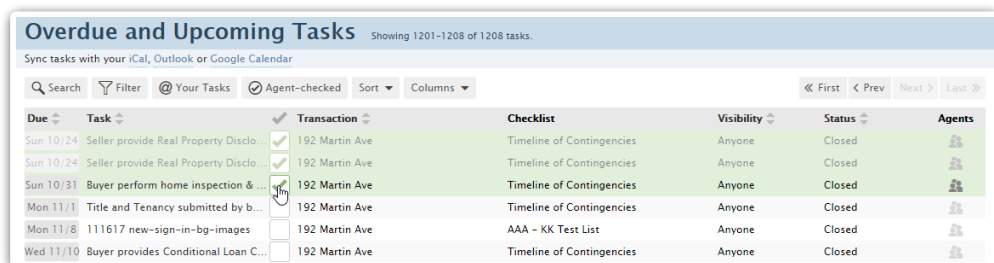 Overdue and Upcoming Tasks Showing 1201-1208 of 1208 tasks.
Sync tasks with your iCal, Outlook or Google Calendar
Search Filter @ Your Tasks Agent-checked Sort Columns « First < Prev Next > Last »
Due Task Transaction Checklist Visibility Status Agents
Sun 10/24 Seller provide Real Property Disclo... 192 Martin Ave Timeline of Contingencies Anyone Closed
Sun 10/24 Seller provide Real Property Disclo... 192 Martin Ave Timeline of Contingencies Anyone Closed
Sun 10/31 Buyer perform home inspection & ... 192 Martin Ave Timeline of Contingencies Anyone Closed
Mon 11/1 Title and Tenancy submitted by b... 192 Martin Ave Timeline of Contingencies Anyone Closed
Mon 11/8 111617 new-sign-in-bg-images 192 Martin Ave AAA - KK Test List Anyone Closed
Wed 11/10 Buyer provides Conditional Loan C... 192 Martin Ave Timeline of Contingencies Anyone Closed